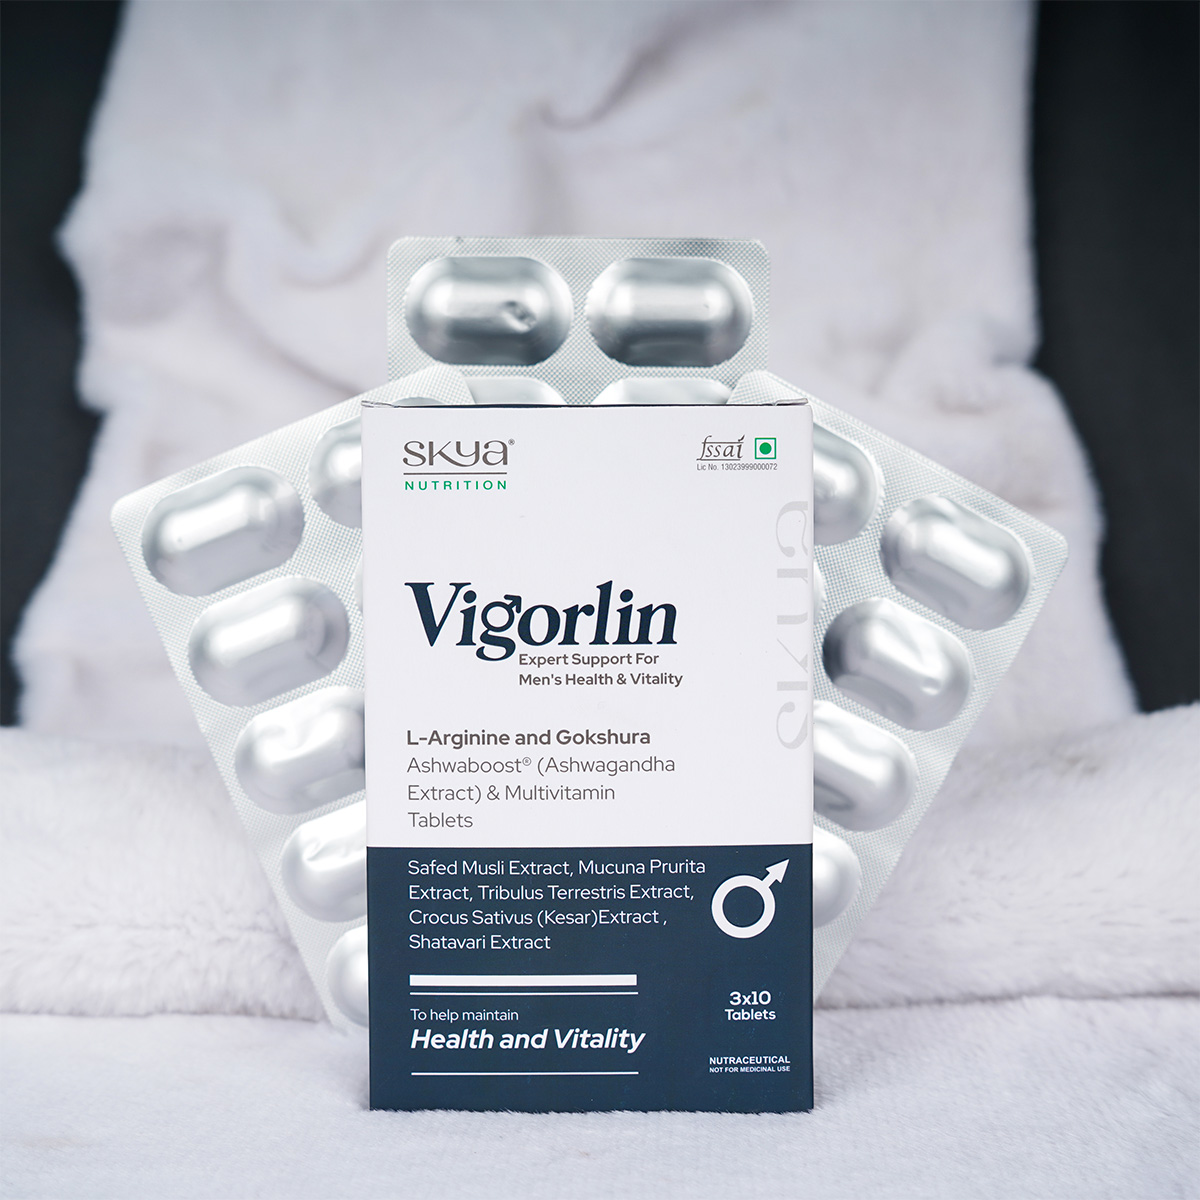 SKYa®
NUTRITION
fssai
Lic No. 13023999000072
Vigorlin
Expert Support For
Men's Health & Vitality
L-Arginine and Gokshura
Ashwaboost® (Ashwagandha
Extract) & Multivitamin
Tablets
Safed Musli Extract, Mucuna Prurita
Extract, Tribulus Terrestris Extract,
Crocus Sativus (Kesar)Extract ,
Shatavari Extract
To help maintain
Health and Vitality
3x10
Tablets
NUTRACEUTICAL
NOT FOR MEDICINAL USE